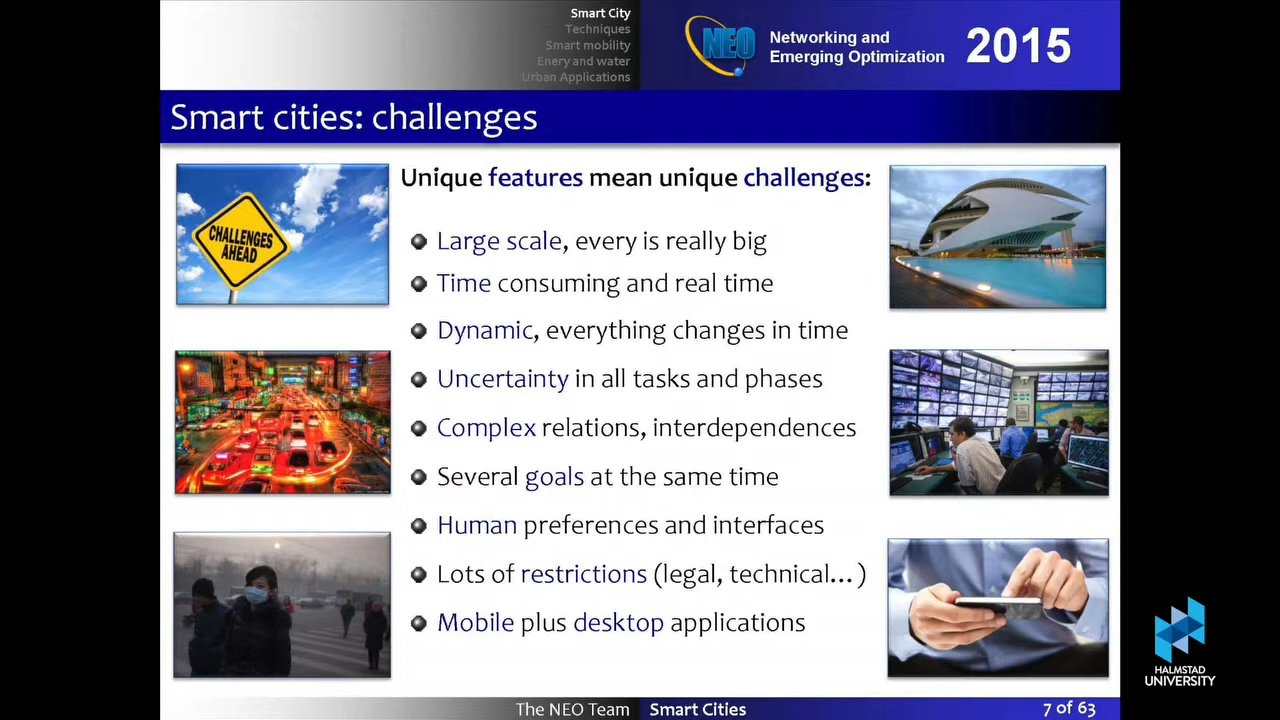 Smart City
Techniques
Smart mobility
Enery and water
Urban Applications
NEO
Networking and
Emerging Optimization
2015
Smart cities: challenges
CHALLENGES
AHEAD
Unique features mean unique challenges:
Large scale, every is really big
Time consuming and real time
Dynamic, everything changes in time
Uncertainty in all tasks and phases
Complex relations, interdependences
Several goals at the same time
Human preferences and interfaces
Lots of restrictions (legal, technical...)
Mobile plus desktop applications
HALMSTAD
UNIVERSITY
The NEO Team
Smart Cities
7 of 63